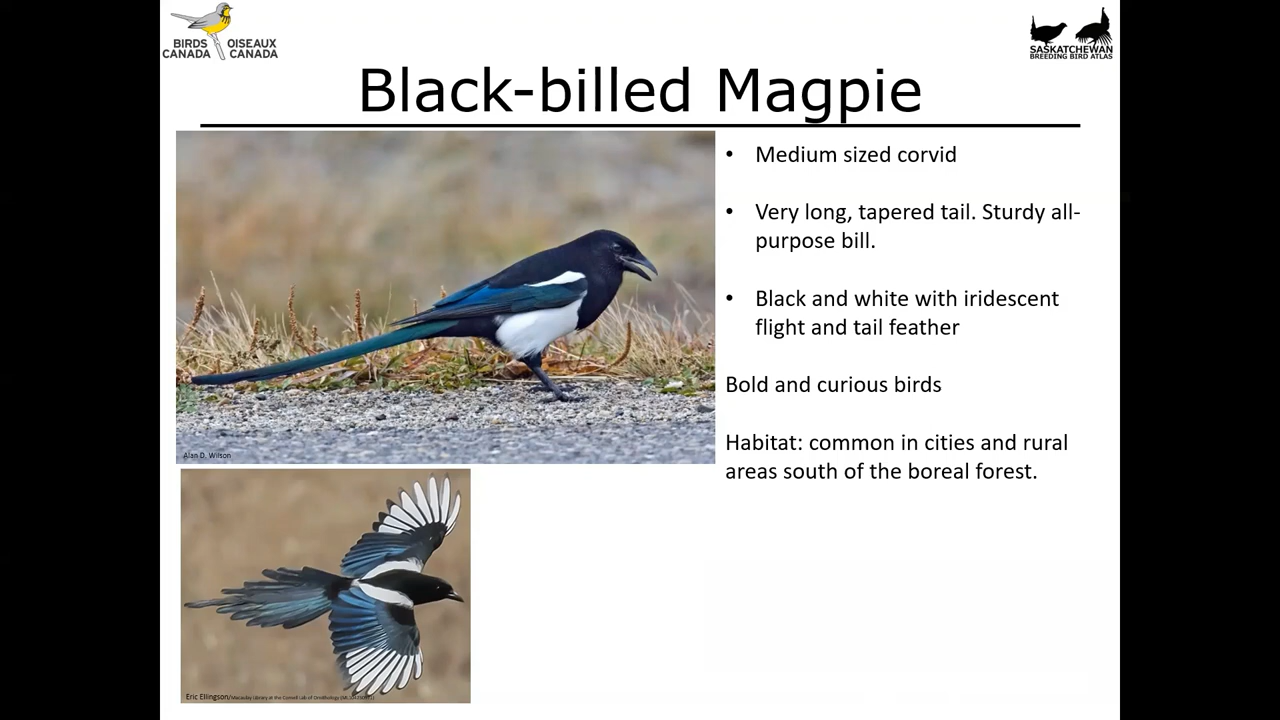 BIRDS OISEAUX
CANADA CANADA
SASKATCHEWAN
BREEDING BIRD ATLAS
Black-billed Magpie
• Medium sized corvid
• Very long, tapered tail. Sturdy all-
purpose bill.
• Black and white with iridescent
flight and tail feather
Bold and curious birds
Habitat: common in cities and rural
areas south of the boreal forest.
Alan D. Wilson
Eric Ellingson/Macaulay Library at the Cornell Lab of Ornithology